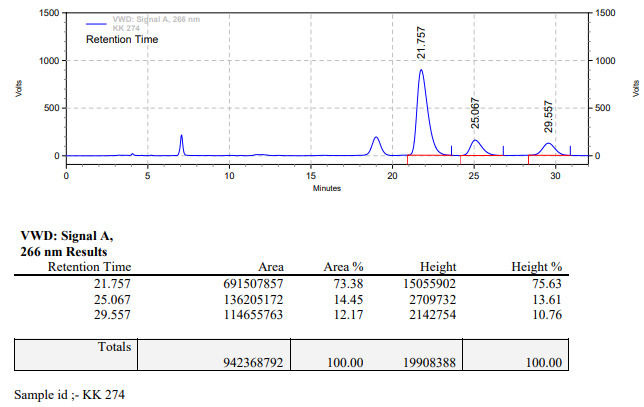 1500 1500
VWD: Signal A, 266 nm
KK 274
Retention Time
21.757
1000 1000
Volts Volts
25.067
29.557
500 500
0 0
0 5 10 15 20 25 30
Minutes
VWD: Signal A,
266 nm Results
Retention Time Area Area % Height Height %
21.757 691507857 73.38 15055902 75.63
25.067 136205172 14.45 2709732 13.61
29.557 114655763 12.17 2142754 10.76
Totals
942368792 100.00 19908388 100.00
Sample id ;- KK 274